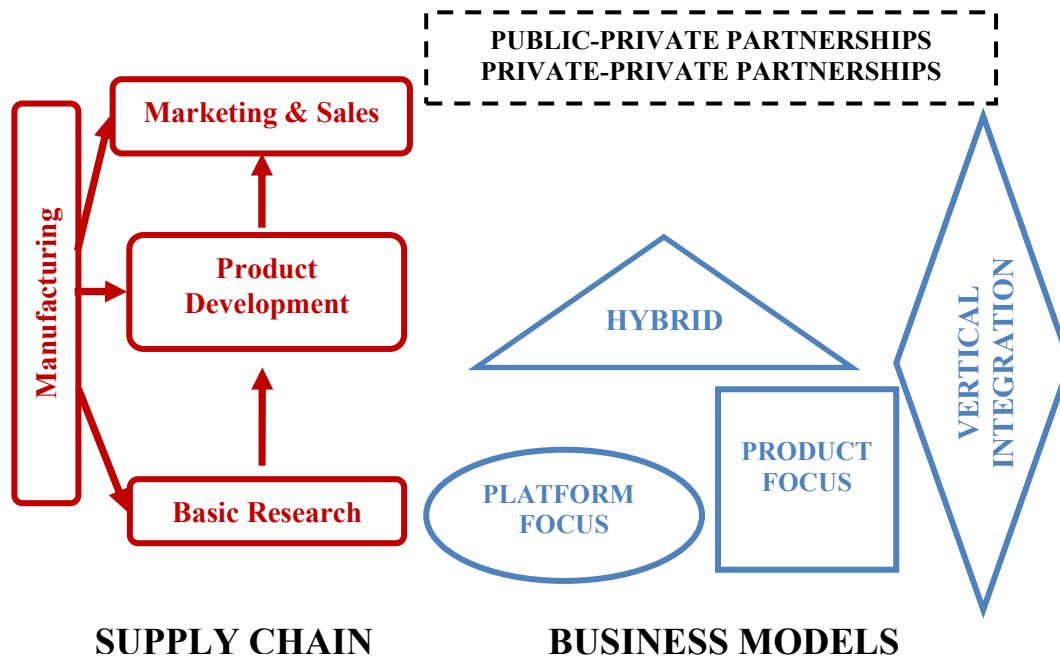 PUBLIC-PRIVATE PARTNERSHIPS
PRIVATE-PRIVATE PARTNERSHIPS
Marketing & Sales
Manufacturing
Product
Development
Basic Research
HYBRID
PLATFORM
FOCUS
PRODUCT
FOCUS
VERTICAL
INTEGRATION
SUPPLY CHAIN
BUSINESS MODELS